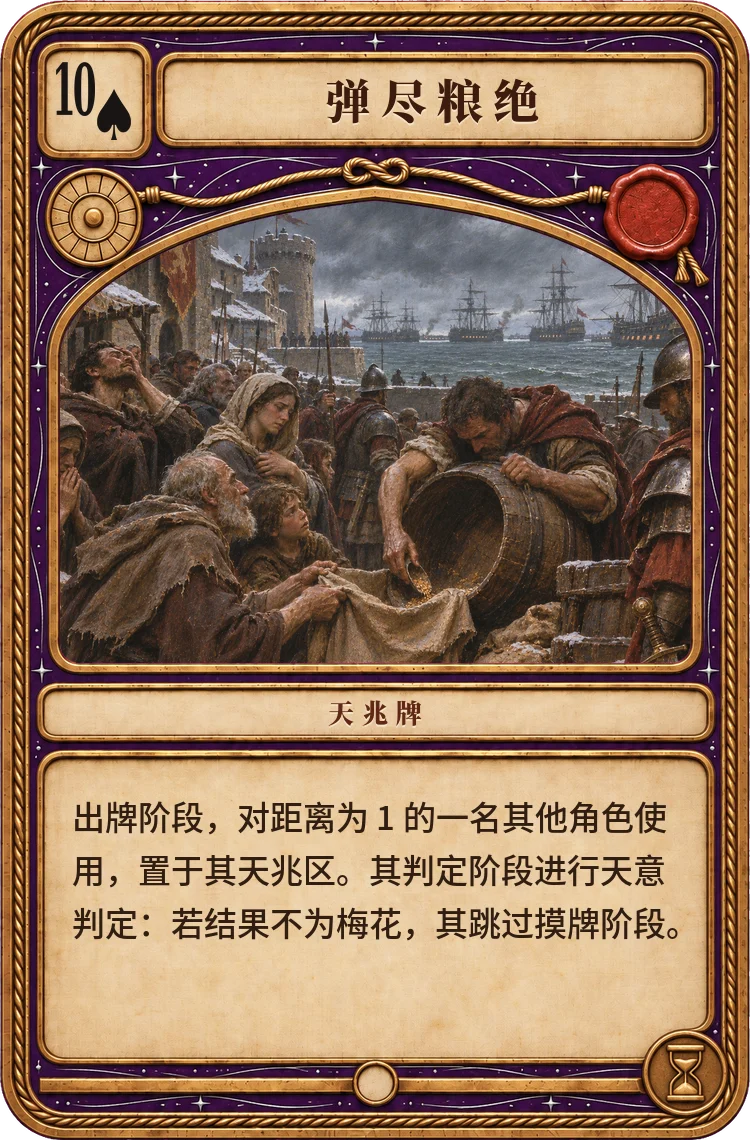 10
弹尽粮绝
天兆牌
出牌阶段，对距离为 1 的一名其他角色使
用，置于其天兆区。其判定阶段进行天意
判定：若结果不为梅花，其跳过摸牌阶段。